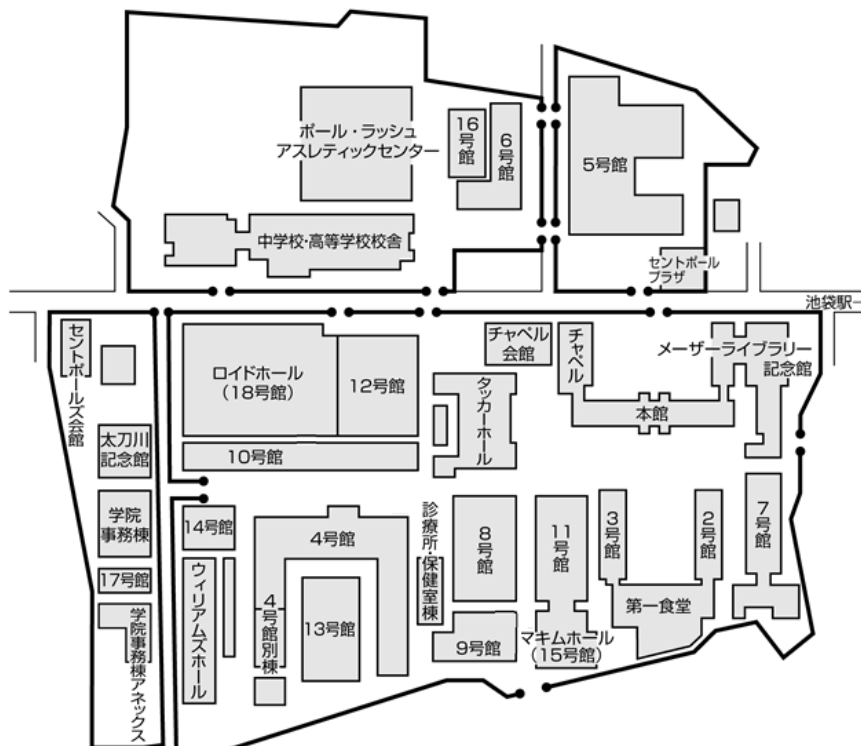 ポール・ラッシュ
アスレティックセンター
16号館
6号館
5号館
中学校・高等学校校舎
セントポール
プラザ
池袋駅
セントポールズ会館
ロイドホール
(18号館)
12号館
チャペル
会館
チャペル
メーザーライブラリー
記念館
本館
タッカーホール
太刀川
記念館
10号館
学院
事務棟
14号館
4号館
診療所・保健室棟
8号館
11号館
3号館
2号館
7号館
17号館
ウィリアムズホール
4号館別棟
13号館
9号館
マキムホール
(15号館)
第一食堂
学院事務棟アネックス